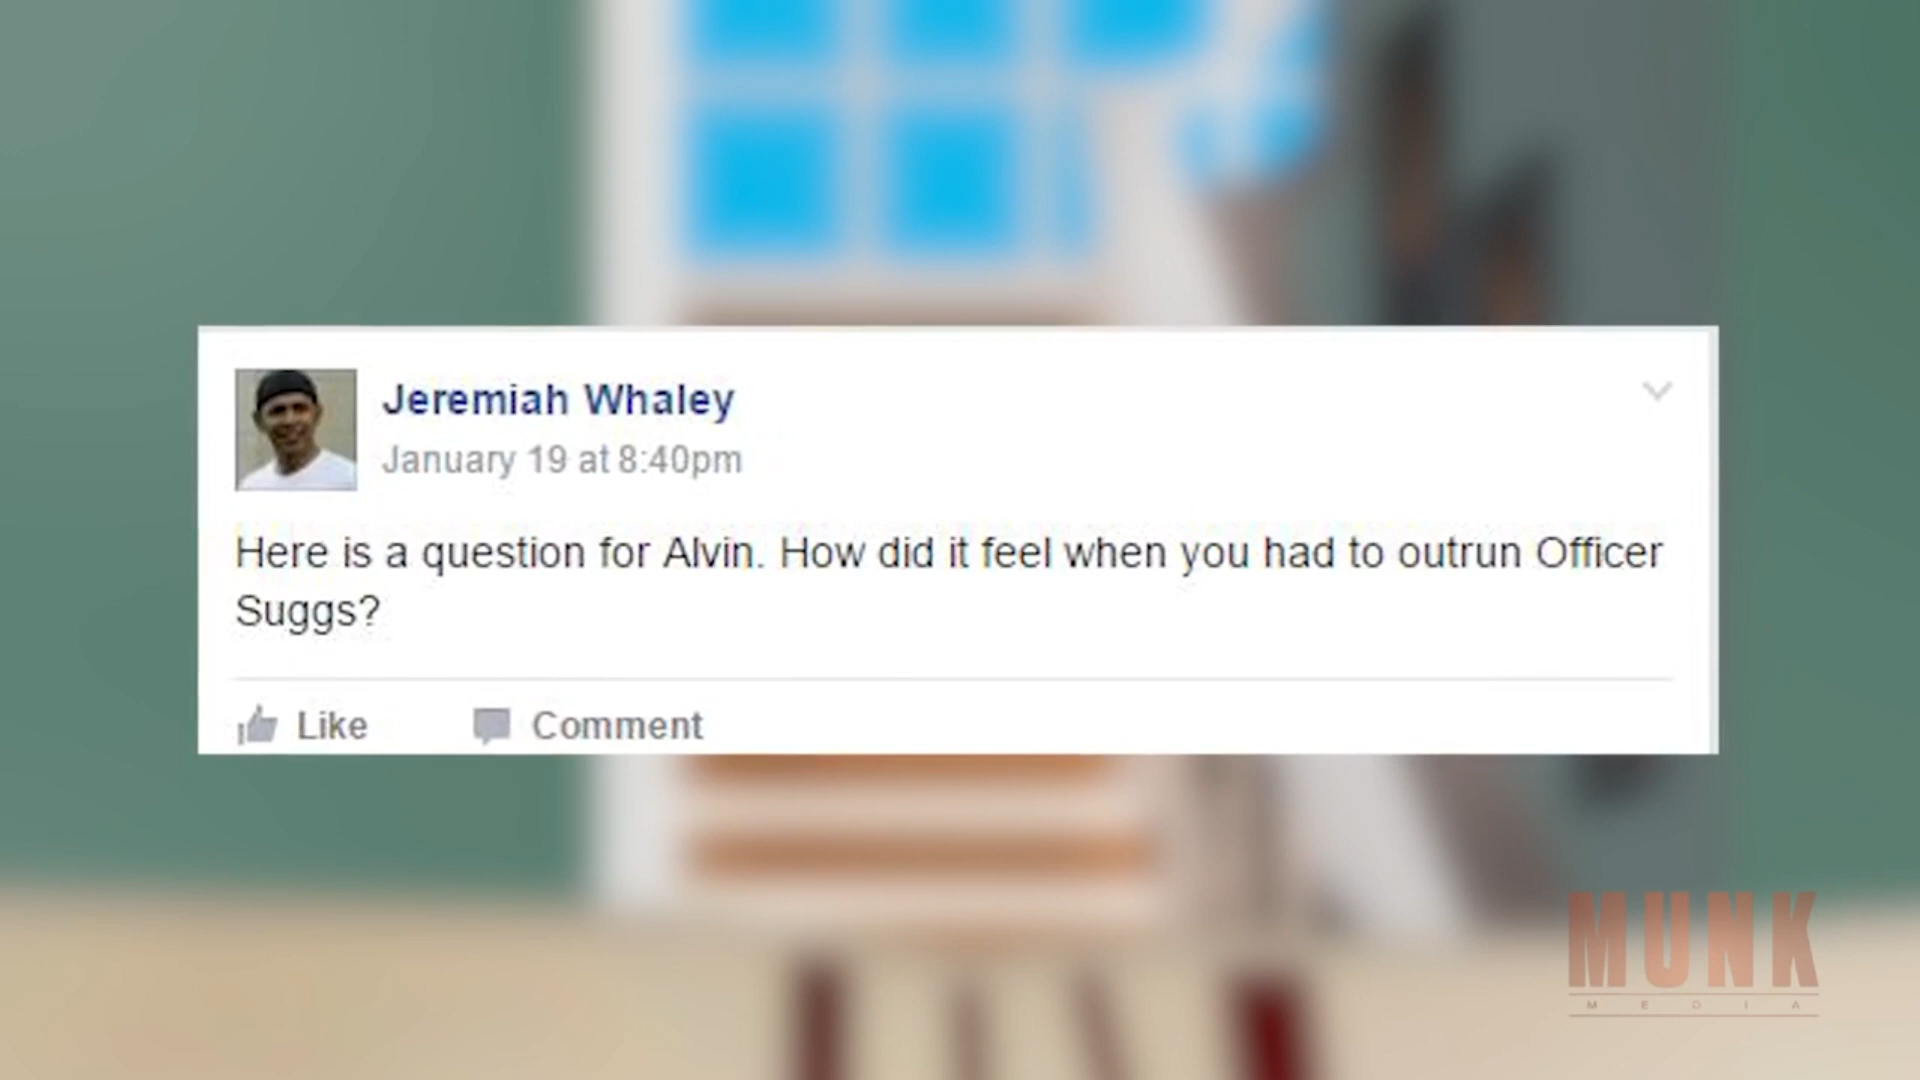 Jeremiah Whaley
January 19 at 8:40pm
Here is a question for Alvin. How did it feel when you had to outrun Officer
Suggs?
Like Comment
MUNK
MEDIA